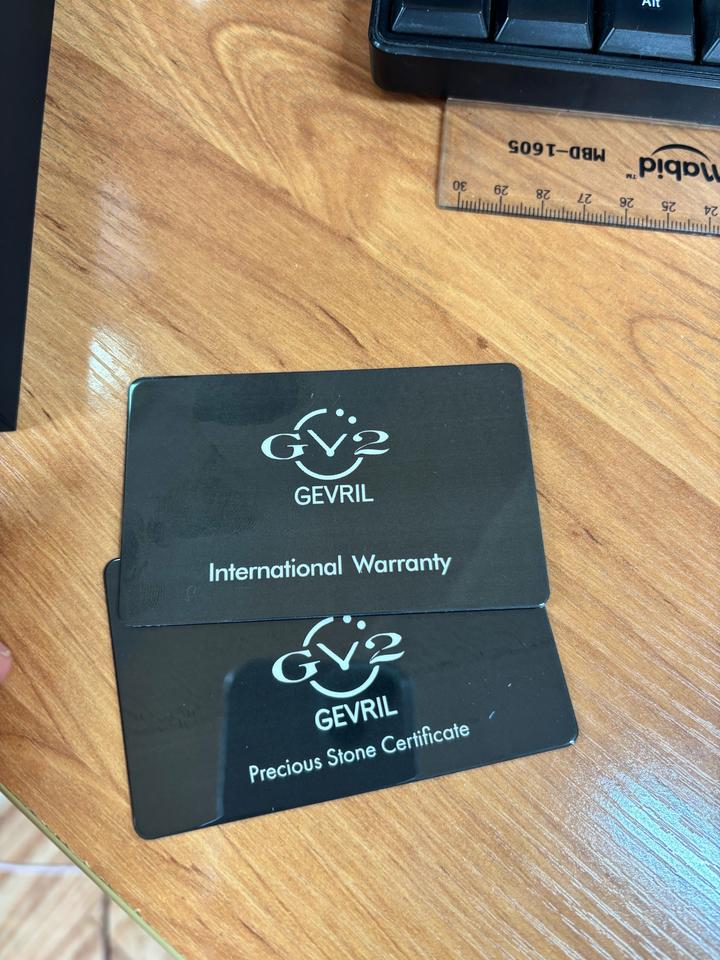 Alt
MBD-1605
30 29 28 27 26 25 24
GV2
GEVRIL
International Warranty
GV2
GEVRIL
Precious Stone Certificate